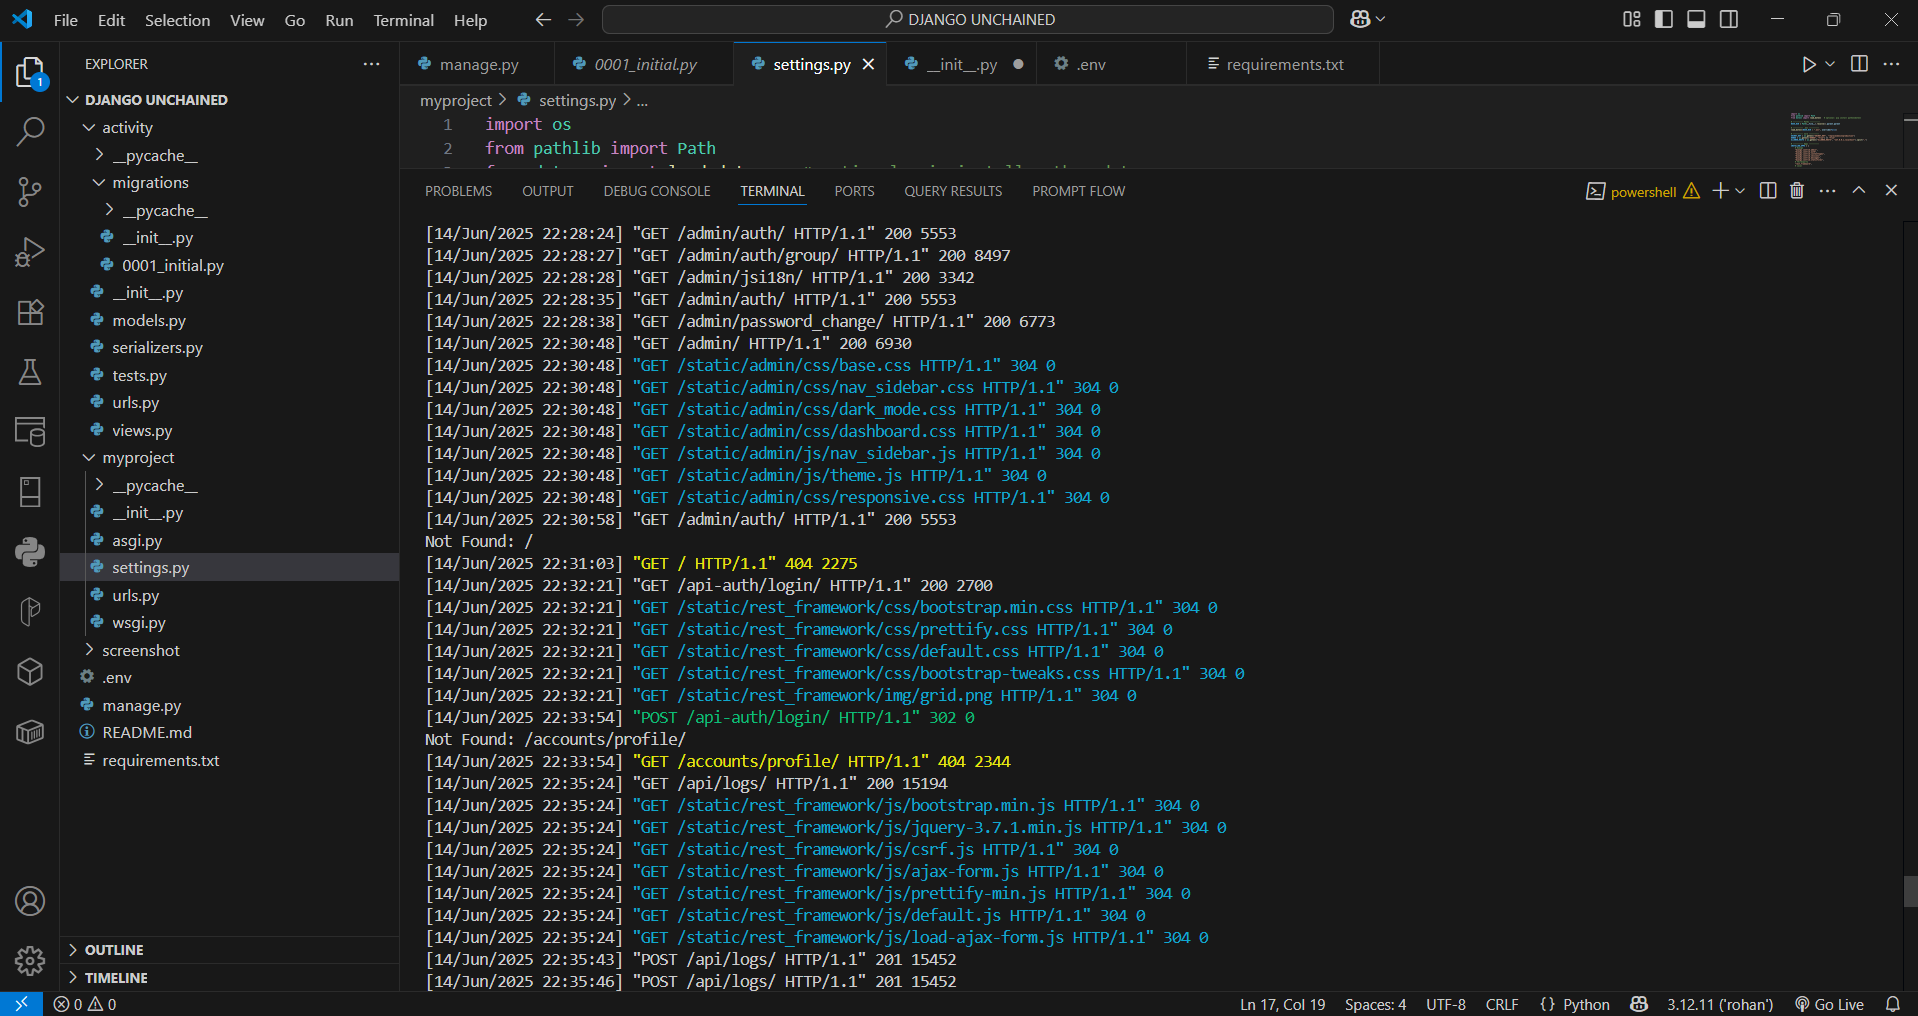 File Edit Selection View Go Run Terminal Help
DJANGO UNCHAINED
EXPLORER
1
DJANGO UNCHAINED
activity
__pycache__
migrations
__pycache__
__init__.py
0001_initial.py
__init__.py
models.py
serializers.py
tests.py
urls.py
views.py
myproject
__pycache__
__init__.py
asgi.py
settings.py
urls.py
wsgi.py
screenshot
.env
manage.py
README.md
requirements.txt
OUTLINE
TIMELINE
manage.py 0001_initial.py settings.py __init__.py .env requirements.txt
myproject > settings.py > ...
1 import os
2 from pathlib import Path
PROBLEMS OUTPUT DEBUG CONSOLE TERMINAL PORTS QUERY RESULTS PROMPT FLOW powershell
[14/Jun/2025 22:28:24] "GET /admin/auth/ HTTP/1.1" 200 5553
[14/Jun/2025 22:28:27] "GET /admin/auth/group/ HTTP/1.1" 200 8497
[14/Jun/2025 22:28:28] "GET /admin/jsi18n/ HTTP/1.1" 200 3342
[14/Jun/2025 22:28:35] "GET /admin/auth/ HTTP/1.1" 200 5553
[14/Jun/2025 22:28:38] "GET /admin/password_change/ HTTP/1.1" 200 6773
[14/Jun/2025 22:30:48] "GET /admin/ HTTP/1.1" 200 6930
[14/Jun/2025 22:30:48] "GET /static/admin/css/base.css HTTP/1.1" 304 0
[14/Jun/2025 22:30:48] "GET /static/admin/css/nav_sidebar.css HTTP/1.1" 304 0
[14/Jun/2025 22:30:48] "GET /static/admin/css/dark_mode.css HTTP/1.1" 304 0
[14/Jun/2025 22:30:48] "GET /static/admin/css/dashboard.css HTTP/1.1" 304 0
[14/Jun/2025 22:30:48] "GET /static/admin/js/nav_sidebar.js HTTP/1.1" 304 0
[14/Jun/2025 22:30:48] "GET /static/admin/js/theme.js HTTP/1.1" 304 0
[14/Jun/2025 22:30:48] "GET /static/admin/css/responsive.css HTTP/1.1" 304 0
[14/Jun/2025 22:30:58] "GET /admin/auth/ HTTP/1.1" 200 5553
Not Found: /
[14/Jun/2025 22:31:03] "GET / HTTP/1.1" 404 2275
[14/Jun/2025 22:32:21] "GET /api-auth/login/ HTTP/1.1" 200 2700
[14/Jun/2025 22:32:21] "GET /static/rest_framework/css/bootstrap.min.css HTTP/1.1" 304 0
[14/Jun/2025 22:32:21] "GET /static/rest_framework/css/prettify.css HTTP/1.1" 304 0
[14/Jun/2025 22:32:21] "GET /static/rest_framework/css/default.css HTTP/1.1" 304 0
[14/Jun/2025 22:32:21] "GET /static/rest_framework/css/bootstrap-tweaks.css HTTP/1.1" 304 0
[14/Jun/2025 22:32:21] "GET /static/rest_framework/img/grid.png HTTP/1.1" 304 0
[14/Jun/2025 22:33:54] "POST /api-auth/login/ HTTP/1.1" 302 0
Not Found: /accounts/profile/
[14/Jun/2025 22:33:54] "GET /accounts/profile/ HTTP/1.1" 404 2344
[14/Jun/2025 22:35:24] "GET /api/logs/ HTTP/1.1" 200 15194
[14/Jun/2025 22:35:24] "GET /static/rest_framework/js/bootstrap.min.js HTTP/1.1" 304 0
[14/Jun/2025 22:35:24] "GET /static/rest_framework/js/jquery-3.7.1.min.js HTTP/1.1" 304 0
[14/Jun/2025 22:35:24] "GET /static/rest_framework/js/csrf.js HTTP/1.1" 304 0
[14/Jun/2025 22:35:24] "GET /static/rest_framework/js/ajax-form.js HTTP/1.1" 304 0
[14/Jun/2025 22:35:24] "GET /static/rest_framework/js/prettify-min.js HTTP/1.1" 304 0
[14/Jun/2025 22:35:24] "GET /static/rest_framework/js/default.js HTTP/1.1" 304 0
[14/Jun/2025 22:35:24] "GET /static/rest_framework/js/load-ajax-form.js HTTP/1.1" 304 0
[14/Jun/2025 22:35:43] "POST /api/logs/ HTTP/1.1" 201 15452
[14/Jun/2025 22:35:46] "POST /api/logs/ HTTP/1.1" 201 15452
0 0 Ln 17, Col 19 Spaces: 4 UTF-8 CRLF {} Python 3.12.11 ('rohan') Go Live